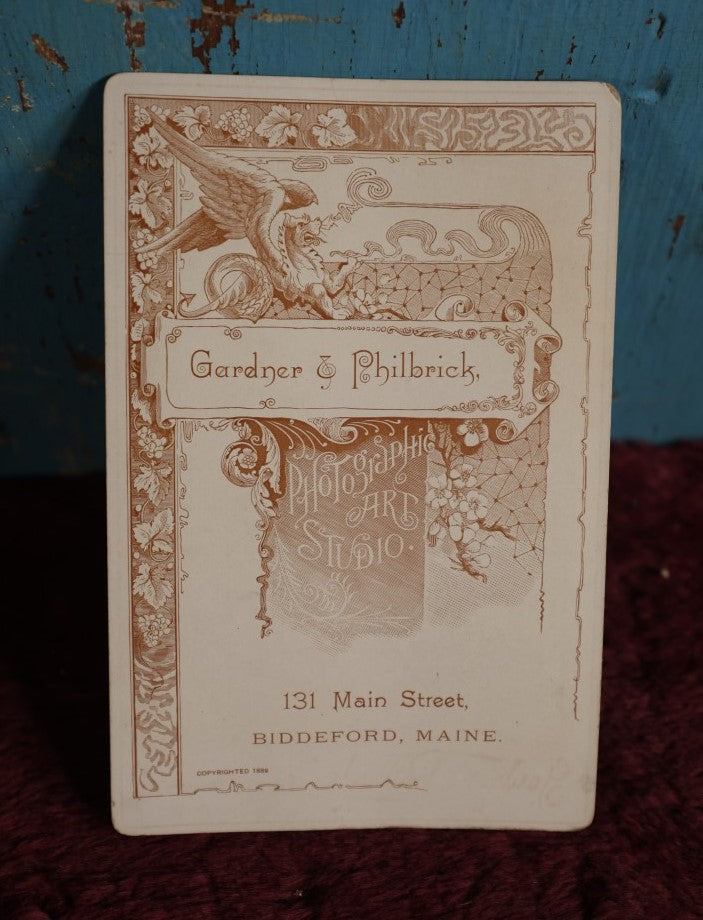 Gardner & Philbrick,
PHOTOGRAPHIC
ART
STUDIO.
131 Main Street,
BIDDEFORD, MAINE.
COPYRIGHTED 1889